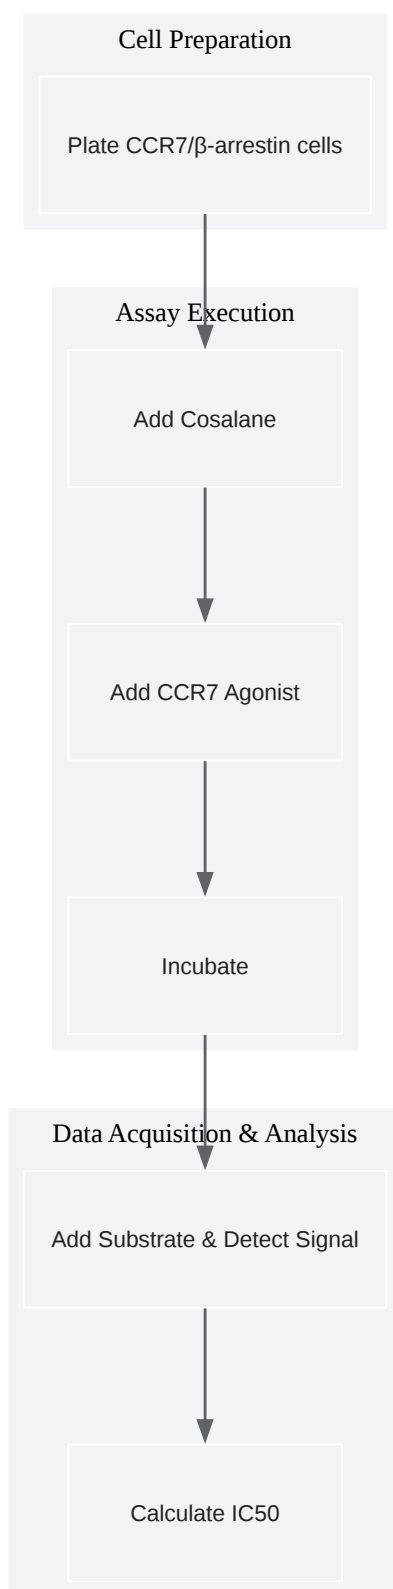 Cell Preparation
Plate CCR7/β-arrestin cells
Assay Execution
Add Cosalane
Add CCR7 Agonist
Incubate
Data Acquisition & Analysis
Add Substrate & Detect Signal
Calculate IC50